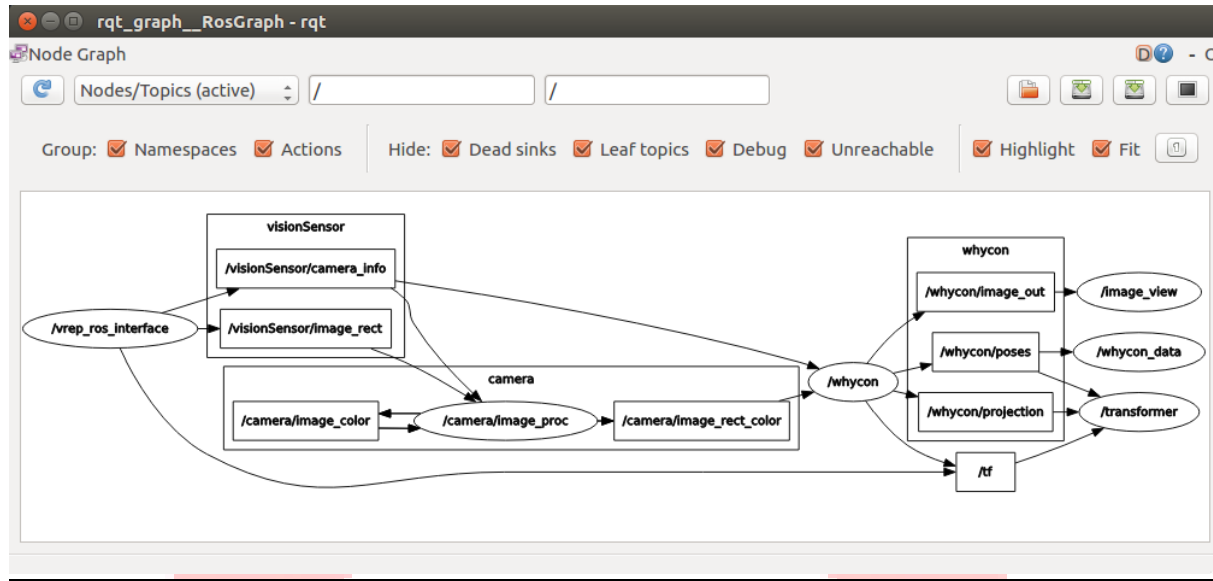 rqt_graph__RosGraph - rqt
Node Graph
D? - O
Nodes/Topics (active) / /
Group: Namespaces Actions Hide: Dead sinks Leaf topics Debug Unreachable Highlight Fit
visionSensor
/visionSensor/camera_info
/vrep_ros_interface
/visionSensor/image_rect
camera
/camera/image_color
/camera/image_proc
/camera/image_rect_color
/whycon
whycon
/whycon/image_out
/image_view
/whycon/poses
/whycon_data
/whycon/projection
/transformer
/tf